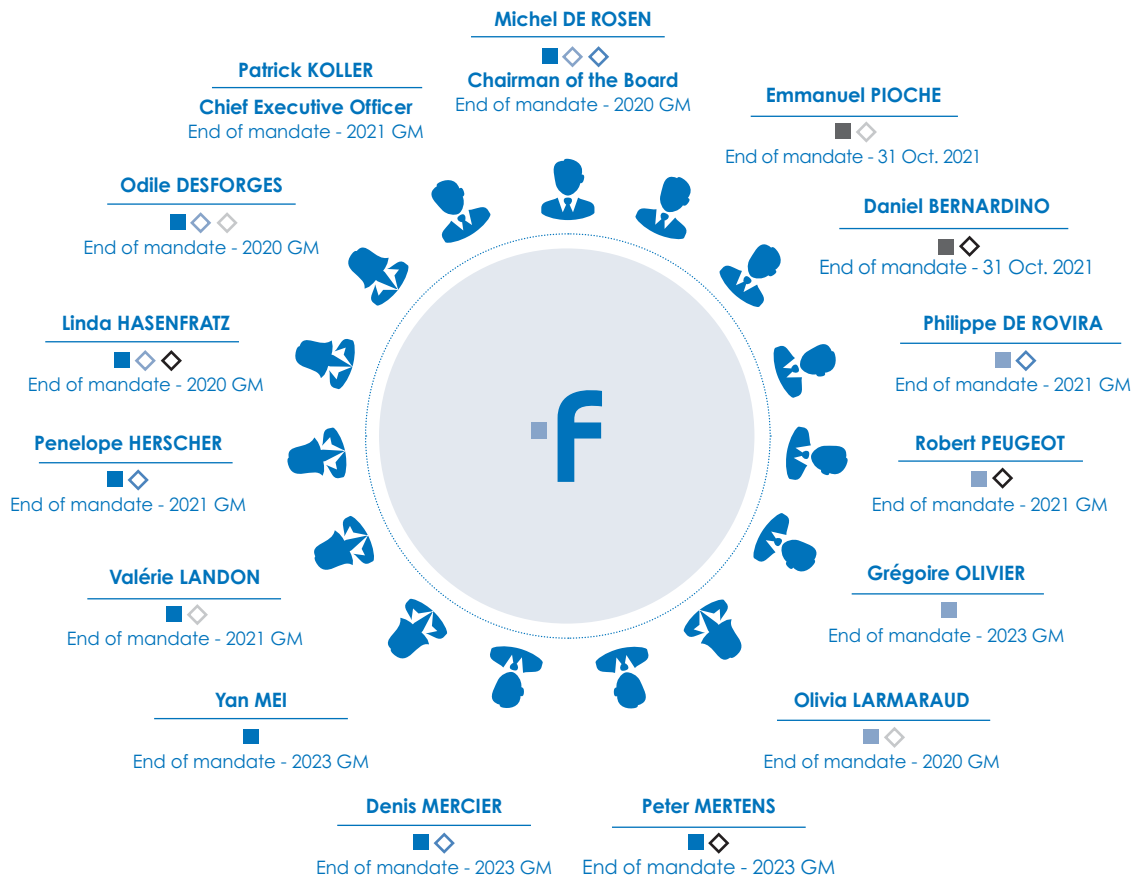 Michel DE ROSEN
Chairman of the Board
End of mandate - 2020 GM
Patrick KOLLER
Chief Executive Officer
End of mandate - 2021 GM
Emmanuel PIOCHE
End of mandate - 31 Oct. 2021
Odile DESFORGES
End of mandate - 2020 GM
Daniel BERNARDINO
End of mandate - 31 Oct. 2021
Linda HASENFRATZ
End of mandate - 2020 GM
Philippe DE ROVIRA
End of mandate - 2021 GM
f
Penelope HERSCHER
End of mandate - 2021 GM
Robert PEUGEOT
End of mandate - 2021 GM
Valérie LANDON
End of mandate - 2021 GM
Grégoire OLIVIER
End of mandate - 2023 GM
Yan MEI
End of mandate - 2023 GM
Olivia LARMARAUD
End of mandate - 2020 GM
Denis MERCIER
End of mandate - 2023 GM
Peter MERTENS
End of mandate - 2023 GM